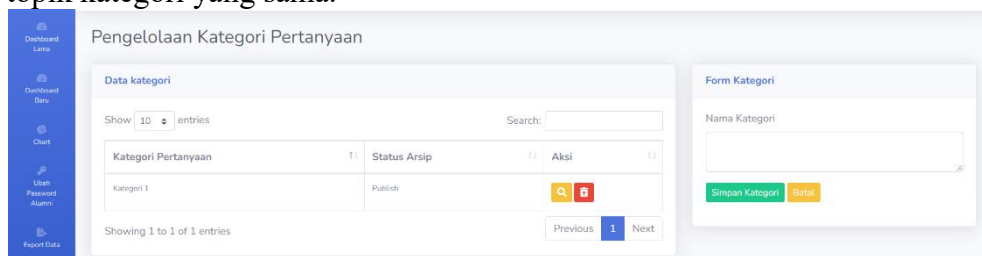 topik kategori yang sama.
Dashboard
Lama
Dashboard
Baru
Chart
Ubah
Password
Alumni
Export Data
Pengelolaan Kategori Pertanyaan
Data kategori
Show 10 entries
Search:
Kategori Pertanyaan Status Arsip Aksi
Kategori 1 Publish
Showing 1 to 1 of 1 entries
Previous 1 Next
Form Kategori
Nama Kategori
Simpan Kategori Batal